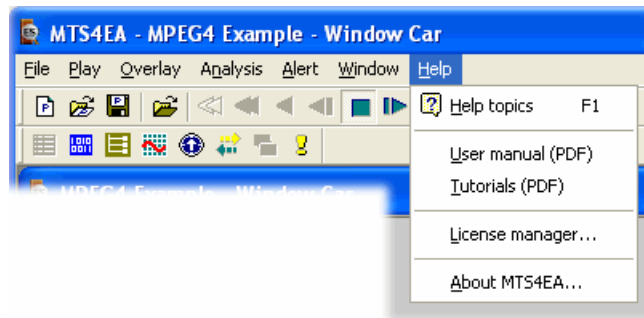 MTS4EA - MPEG4 Example - Window Car
File Play Overlay Analysis Alert Window Help
Help topics F1
User manual (PDF)
Tutorials (PDF)
License manager...
About MTS4EA...
MPEG4 Example - Window Car